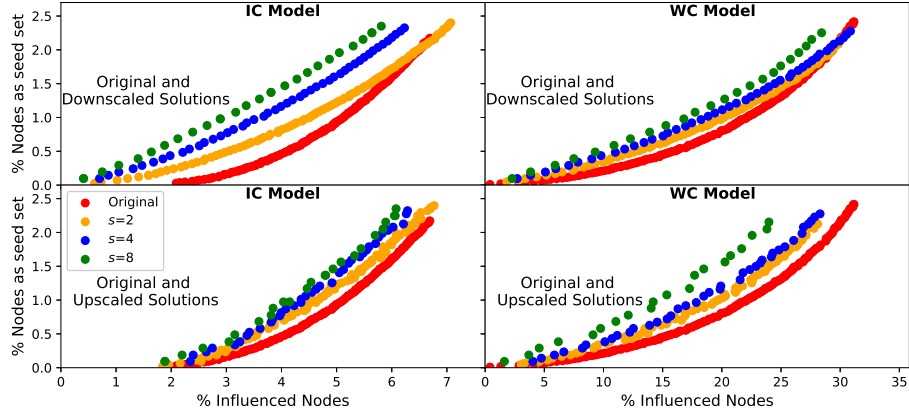 IC Model
WC Model
% Nodes as seed set
2.5
2.0
1.5
1.0
0.5
0.0
Original and
Downscaled Solutions
Original and
Downscaled Solutions
IC Model
WC Model
% Nodes as seed set
2.5
2.0
1.5
1.0
0.5
0.0
Original
s=2
s=4
s=8
Original and
Upscaled Solutions
Original and
Upscaled Solutions
0 1 2 3 4 5 6 7
0 5 10 15 20 25 30 35
% Influenced Nodes
% Influenced Nodes